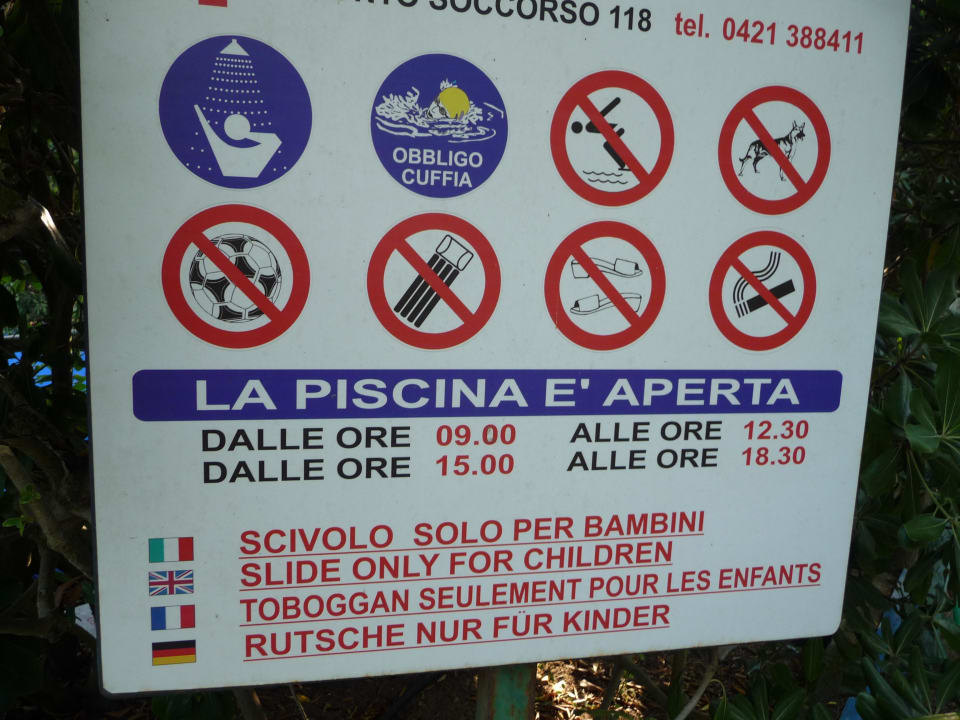 SOCCORSO 118 tel. 0421 388411
OBBLIGO
CUFFIA
LA PISCINA E' APERTA
DALLE ORE 09.00 ALLE ORE 12.30
DALLE ORE 15.00 ALLE ORE 18.30
SCIVOLO SOLO PER BAMBINI
SLIDE ONLY FOR CHILDREN
TOBOGGAN SEULEMENT POUR LES ENFANTS
RUTSCHE NUR FÜR KINDER